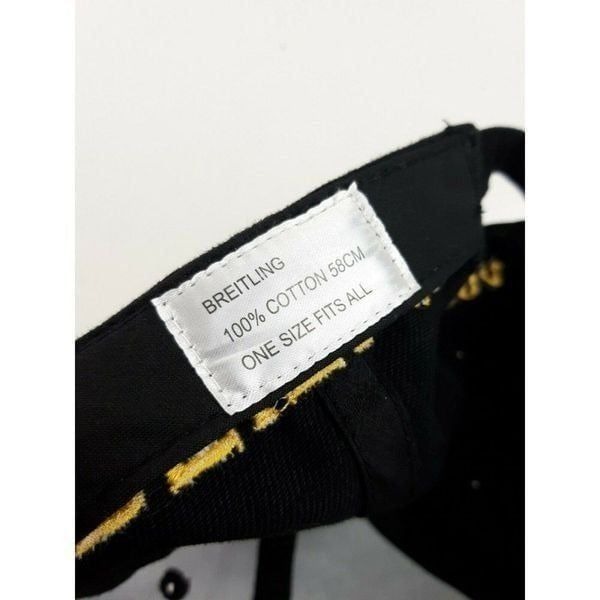 BREITLING
100% COTTON 58CM
ONE SIZE FITS ALL